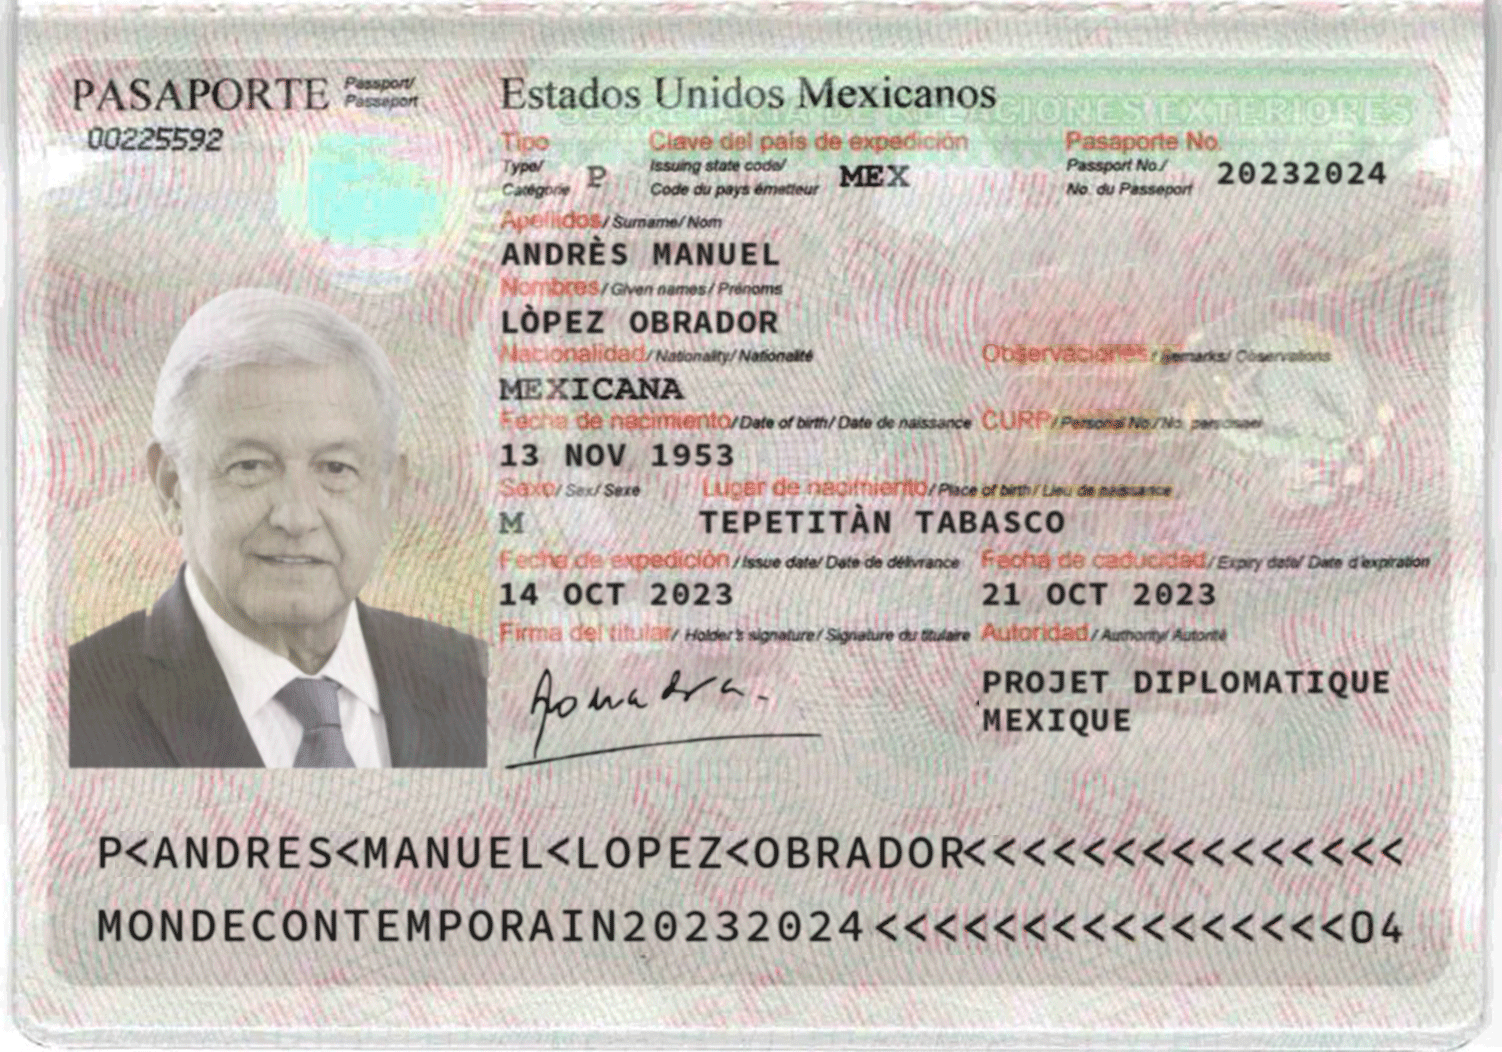 PASAPORTE Passport/
Passeport
00225592
Estados Unidos Mexicanos
SECRETARIA DE RELACIONES EXTERIORES
Tipo Clave del país de expedición Pasaporte No.
Type/ Issuing state code/ Passport No./
Catégorie P Code du pays émetteur MEX No. du Passeport 20232024
Apellidos/ Surname/ Nom
ANDRÈS MANUEL
Nombres/ Given names/ Prénoms
LÒPEZ OBRADOR
Nacionalidad/ Nationality/ Nationalité Observaciones/ Remarks/ Observations
MEXICANA
Fecha de nacimiento/ Date of birth/ Date de naissance CURP/ Personal No./ No. personnel
13 NOV 1953
Sexo/ Sex/ Sexe Lugar de nacimiento/ Place of birth/ Lieu de naissance
M TEPETITÀN TABASCO
Fecha de expedición/ Issue date/ Date de délivrance Fecha de caducidad/ Expiry date/ Date d'expiration
14 OCT 2023 21 OCT 2023
Firma del titular/ Holder's signature/ Signature du titulaire Autoridad/ Authority/ Autorité
PROJET DIPLOMATIQUE
MEXIQUE
P<ANDRES<MANUEL<LOPEZ<OBRADOR<<<<<<<<<<<<<<<
MONDECONTEMPORAIN20232024<<<<<<<<<<<<<<<<04